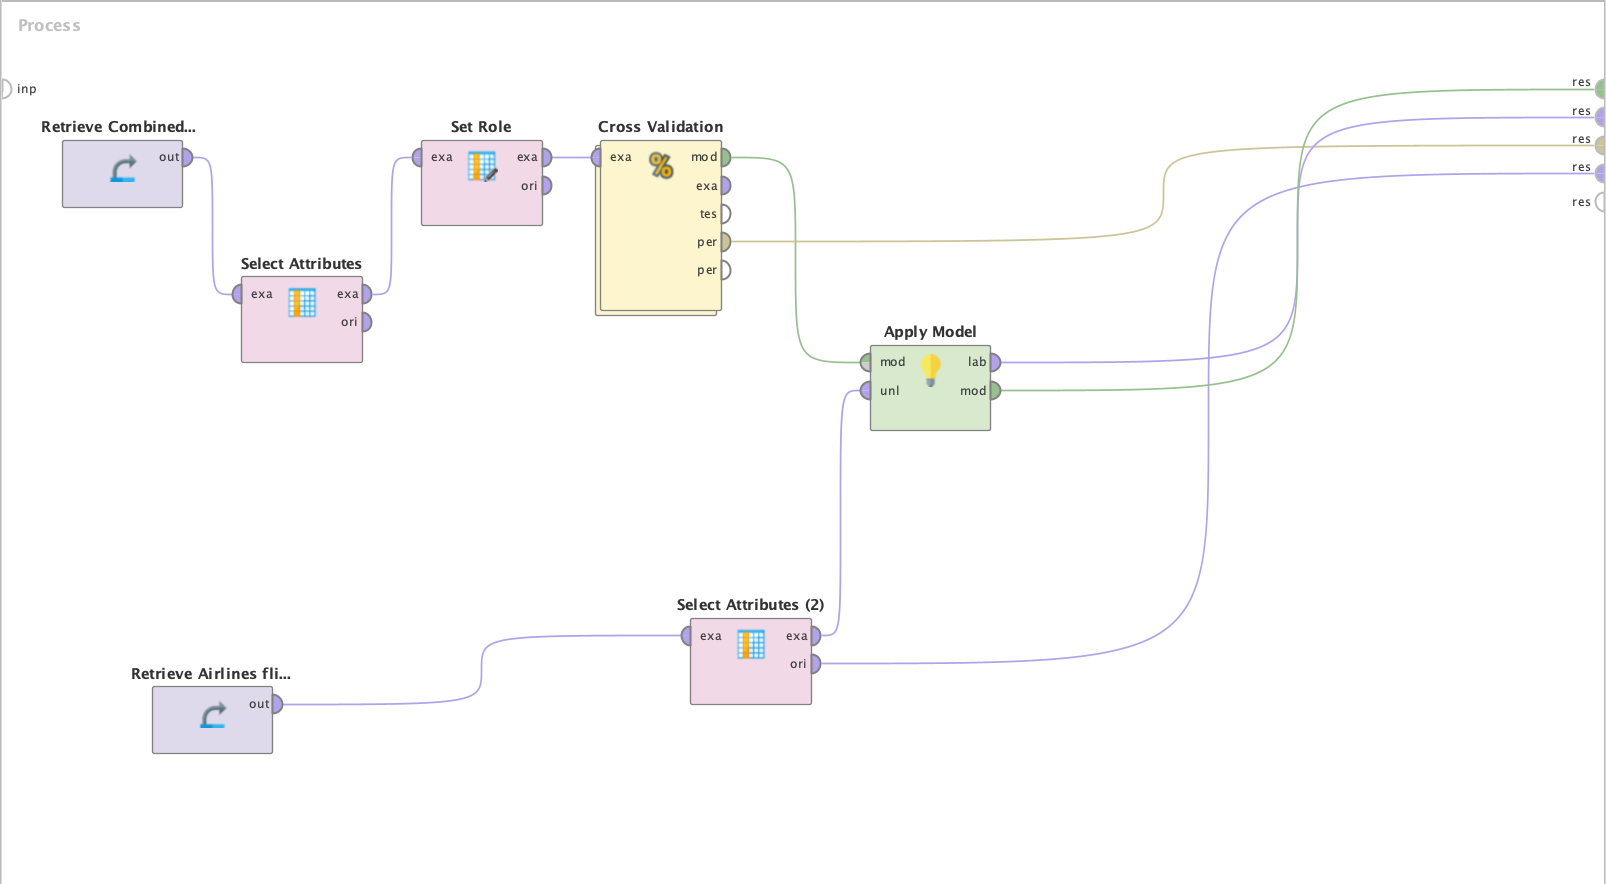 Process
inp
res
res
res
res
res
Retrieve Combined...
out
Set Role
exa exa
ori
Cross Validation
exa mod
exa
tes
per
per
Select Attributes
exa exa
ori
Apply Model
mod lab
unl mod
Select Attributes (2)
exa exa
ori
Retrieve Airlines fli...
out